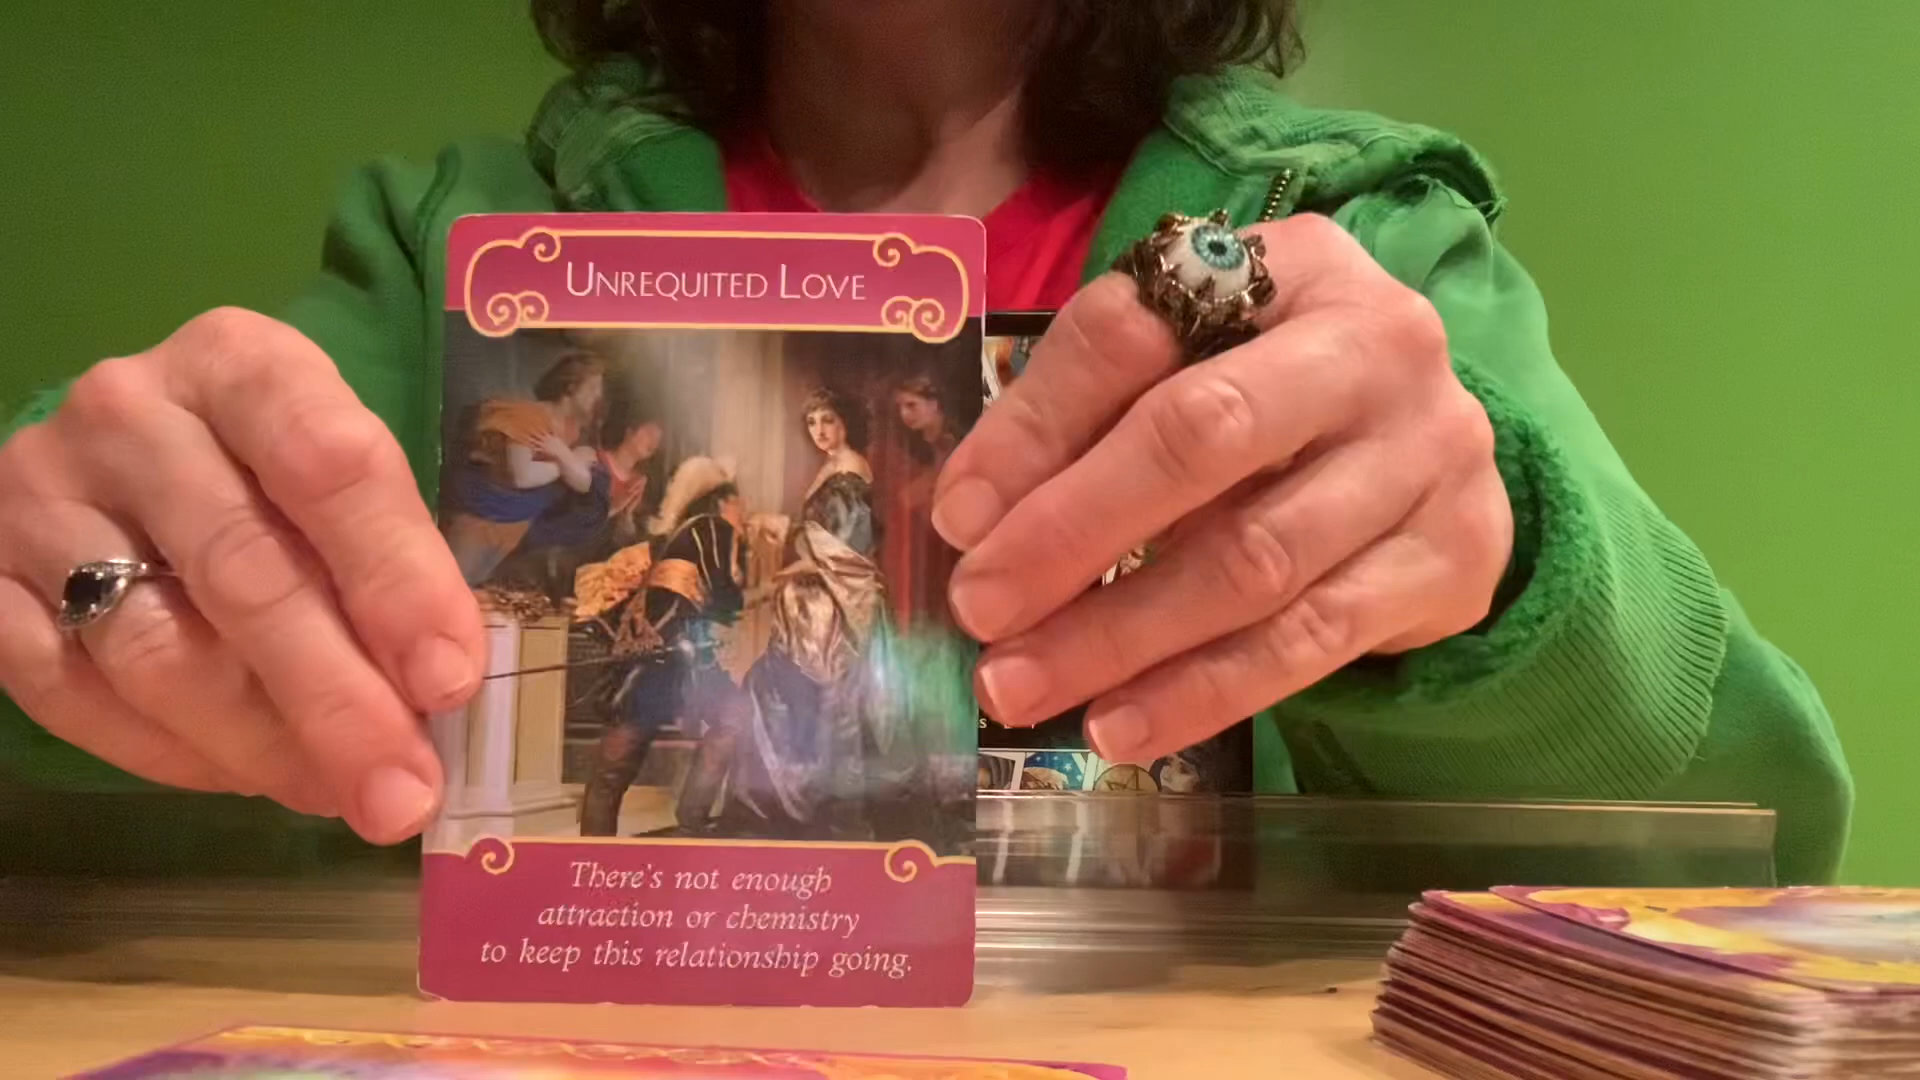 UNREQUITED LOVE
There's not enough
attraction or chemistry
to keep this relationship going.